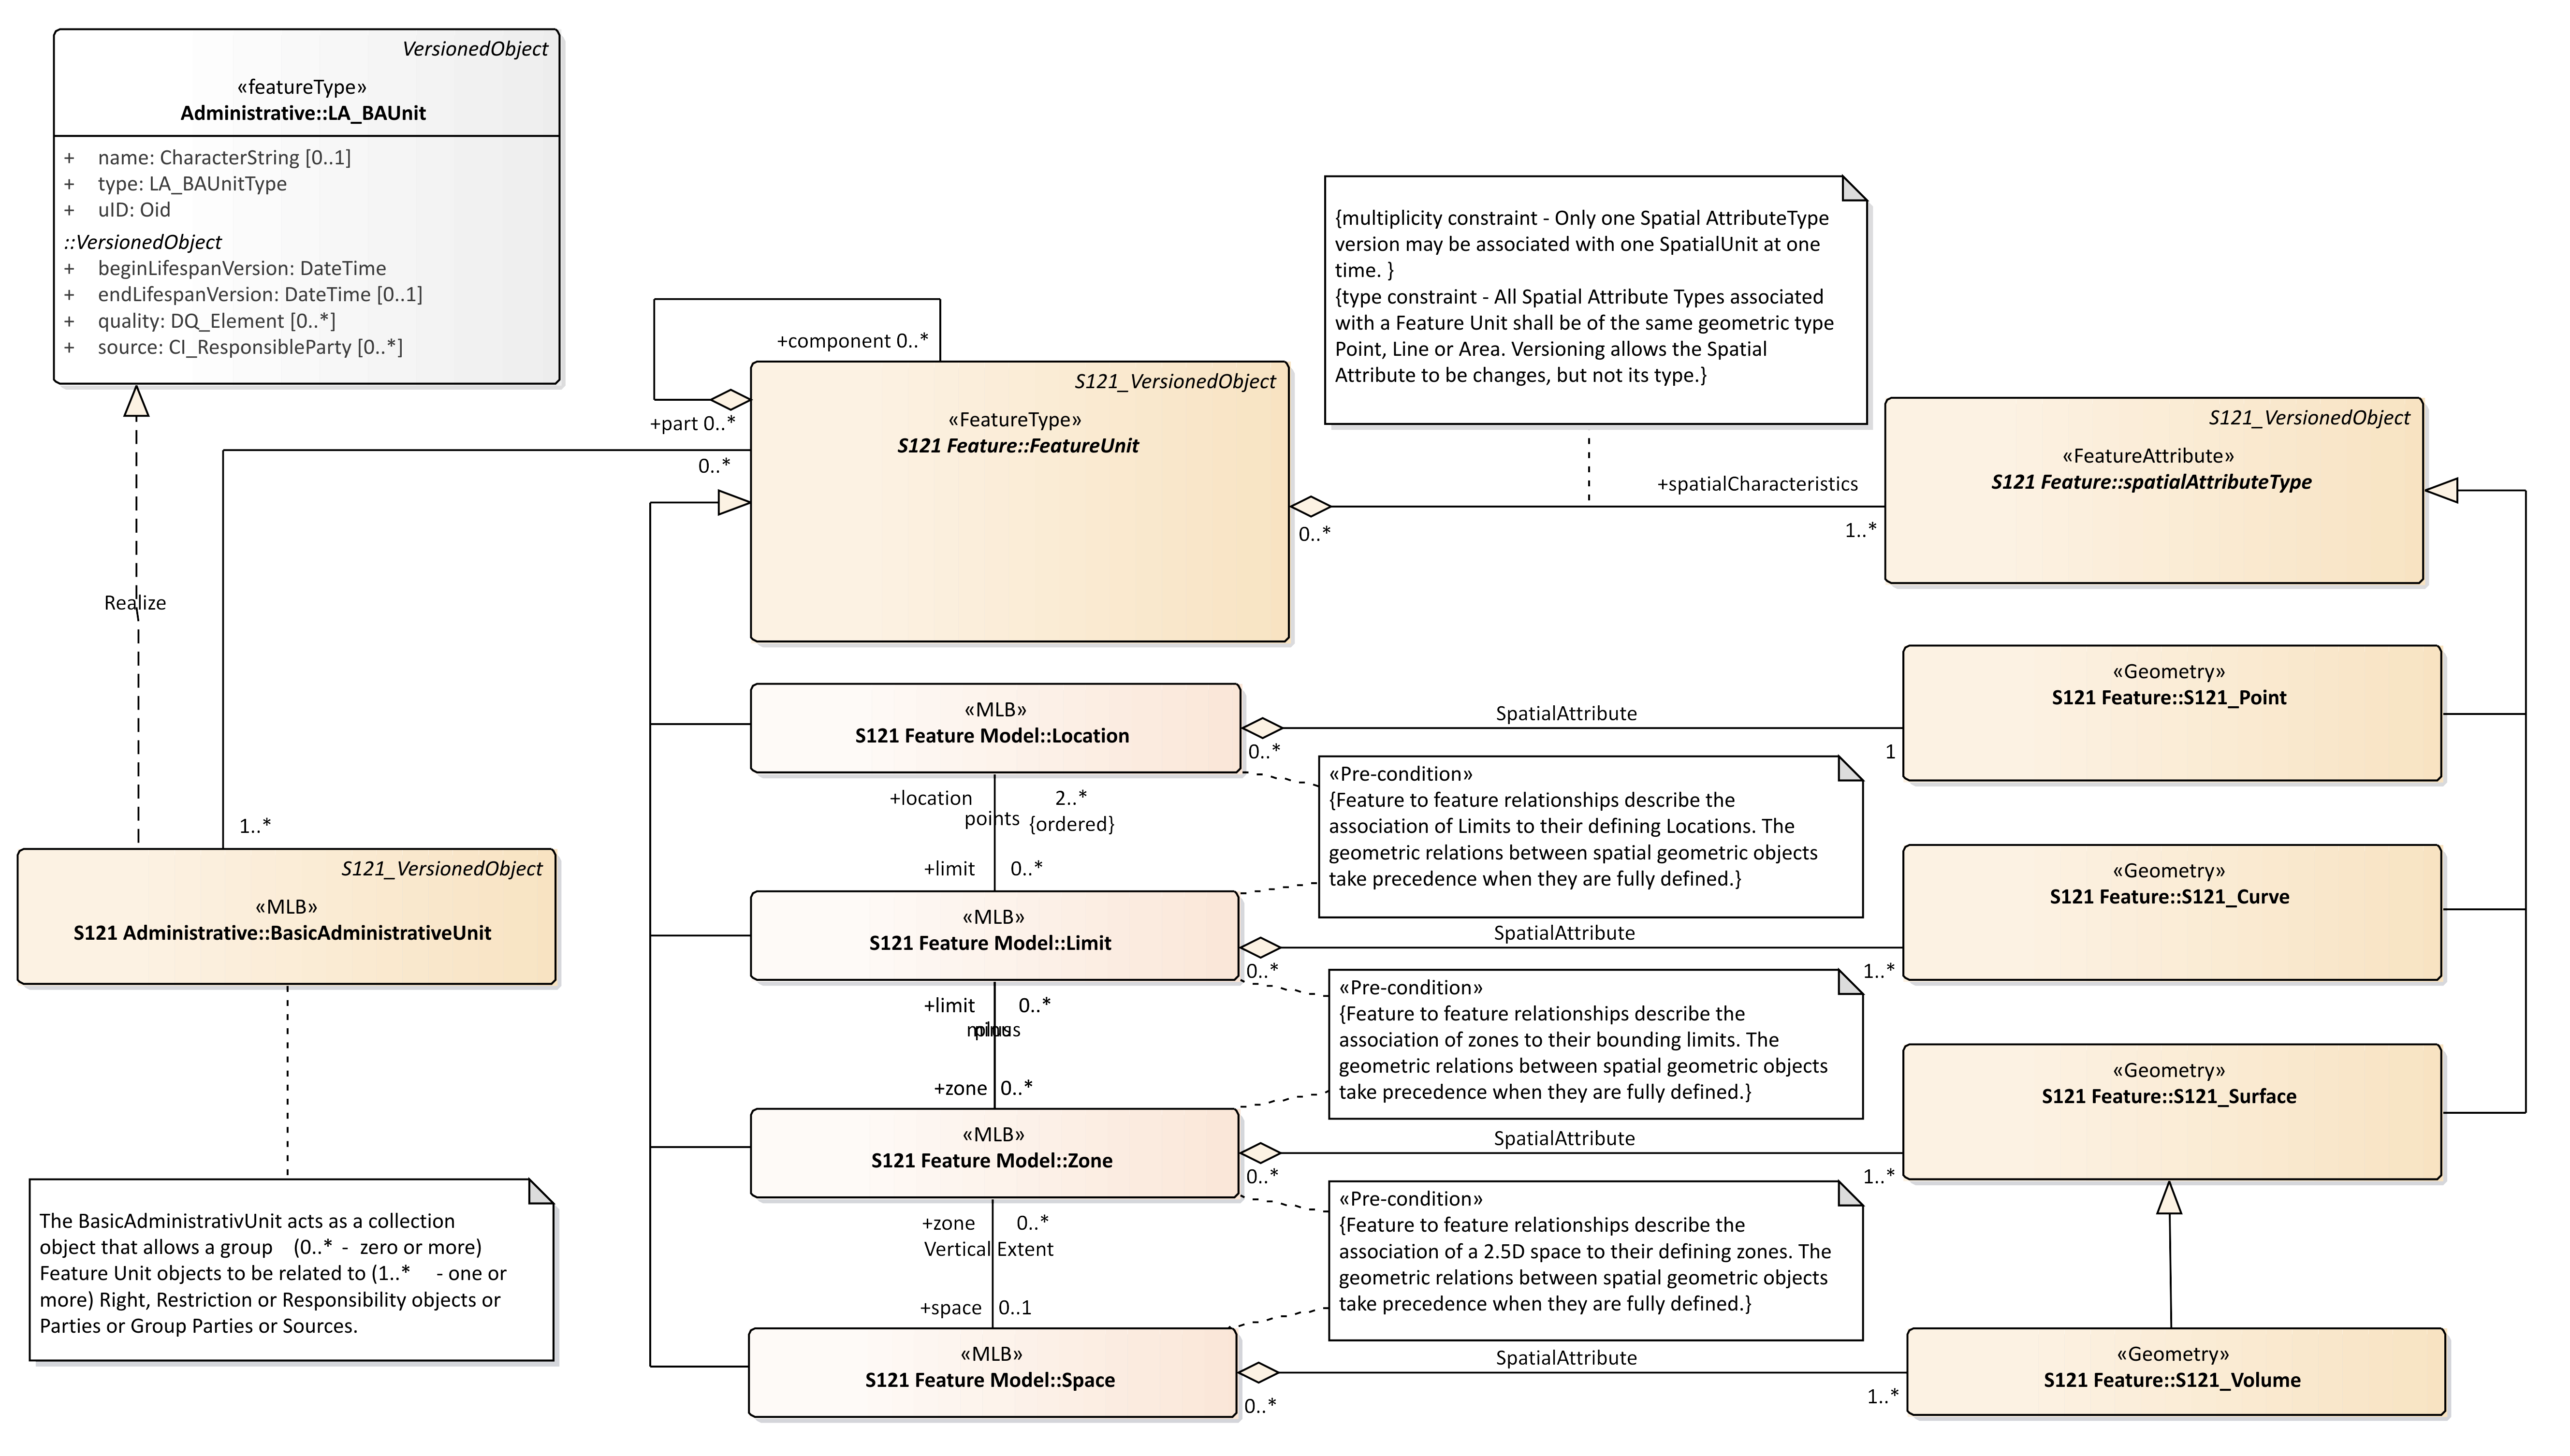 VersionedObject
«featureType»
Administrative::LA_BAUnit
+ name: CharacterString [0..1]
+ type: LA_BAUnitType
+ uID: Oid
::VersionedObject
+ beginLifespanVersion: DateTime
+ endLifespanVersion: DateTime [0..1]
+ quality: DQ_Element [0..*]
+ source: CI_ResponsibleParty [0..*]
Realize
1..*
S121_VersionedObject
«MLB»
S121 Administrative::BasicAdministrativeUnit
The BasicAdministrativUnit acts as a collection
object that allows a group (0..* - zero or more)
Feature Unit objects to be related to (1..* - one or
more) Right, Restriction or Responsibility objects or
Parties or Group Parties or Sources.
+component 0..*
+part 0..*
0..*
S121_VersionedObject
«FeatureType»
S121 Feature::FeatureUnit
{multiplicity constraint - Only one Spatial AttributeType
version may be associated with one SpatialUnit at one
time. }
{type constraint - All Spatial Attribute Types associated
with a Feature Unit shall be of the same geometric type
Point, Line or Area. Versioning allows the Spatial
Attribute to be changes, but not its type.}
+spatialCharacteristics
0..*
1..*
S121_VersionedObject
«FeatureAttribute»
S121 Feature::spatialAttributeType
«MLB»
S121 Feature Model::Location
SpatialAttribute
0..*
1
«Geometry»
S121 Feature::S121_Point
+location
2..*
points
{ordered}
+limit
0..*
«Pre-condition»
{Feature to feature relationships describe the
association of Limits to their defining Locations. The
geometric relations between spatial geometric objects
take precedence when they are fully defined.}
«MLB»
S121 Feature Model::Limit
SpatialAttribute
0..*
1..*
«Geometry»
S121 Feature::S121_Curve
+limit
0..*
minus
plus
+zone
0..*
«Pre-condition»
{Feature to feature relationships describe the
association of zones to their bounding limits. The
geometric relations between spatial geometric objects
take precedence when they are fully defined.}
«MLB»
S121 Feature Model::Zone
SpatialAttribute
0..*
1..*
«Geometry»
S121 Feature::S121_Surface
+zone
0..*
Vertical Extent
+space
0..1
«Pre-condition»
{Feature to feature relationships describe the
association of a 2.5D space to their defining zones. The
geometric relations between spatial geometric objects
take precedence when they are fully defined.}
«MLB»
S121 Feature Model::Space
SpatialAttribute
0..*
1..*
«Geometry»
S121 Feature::S121_Volume